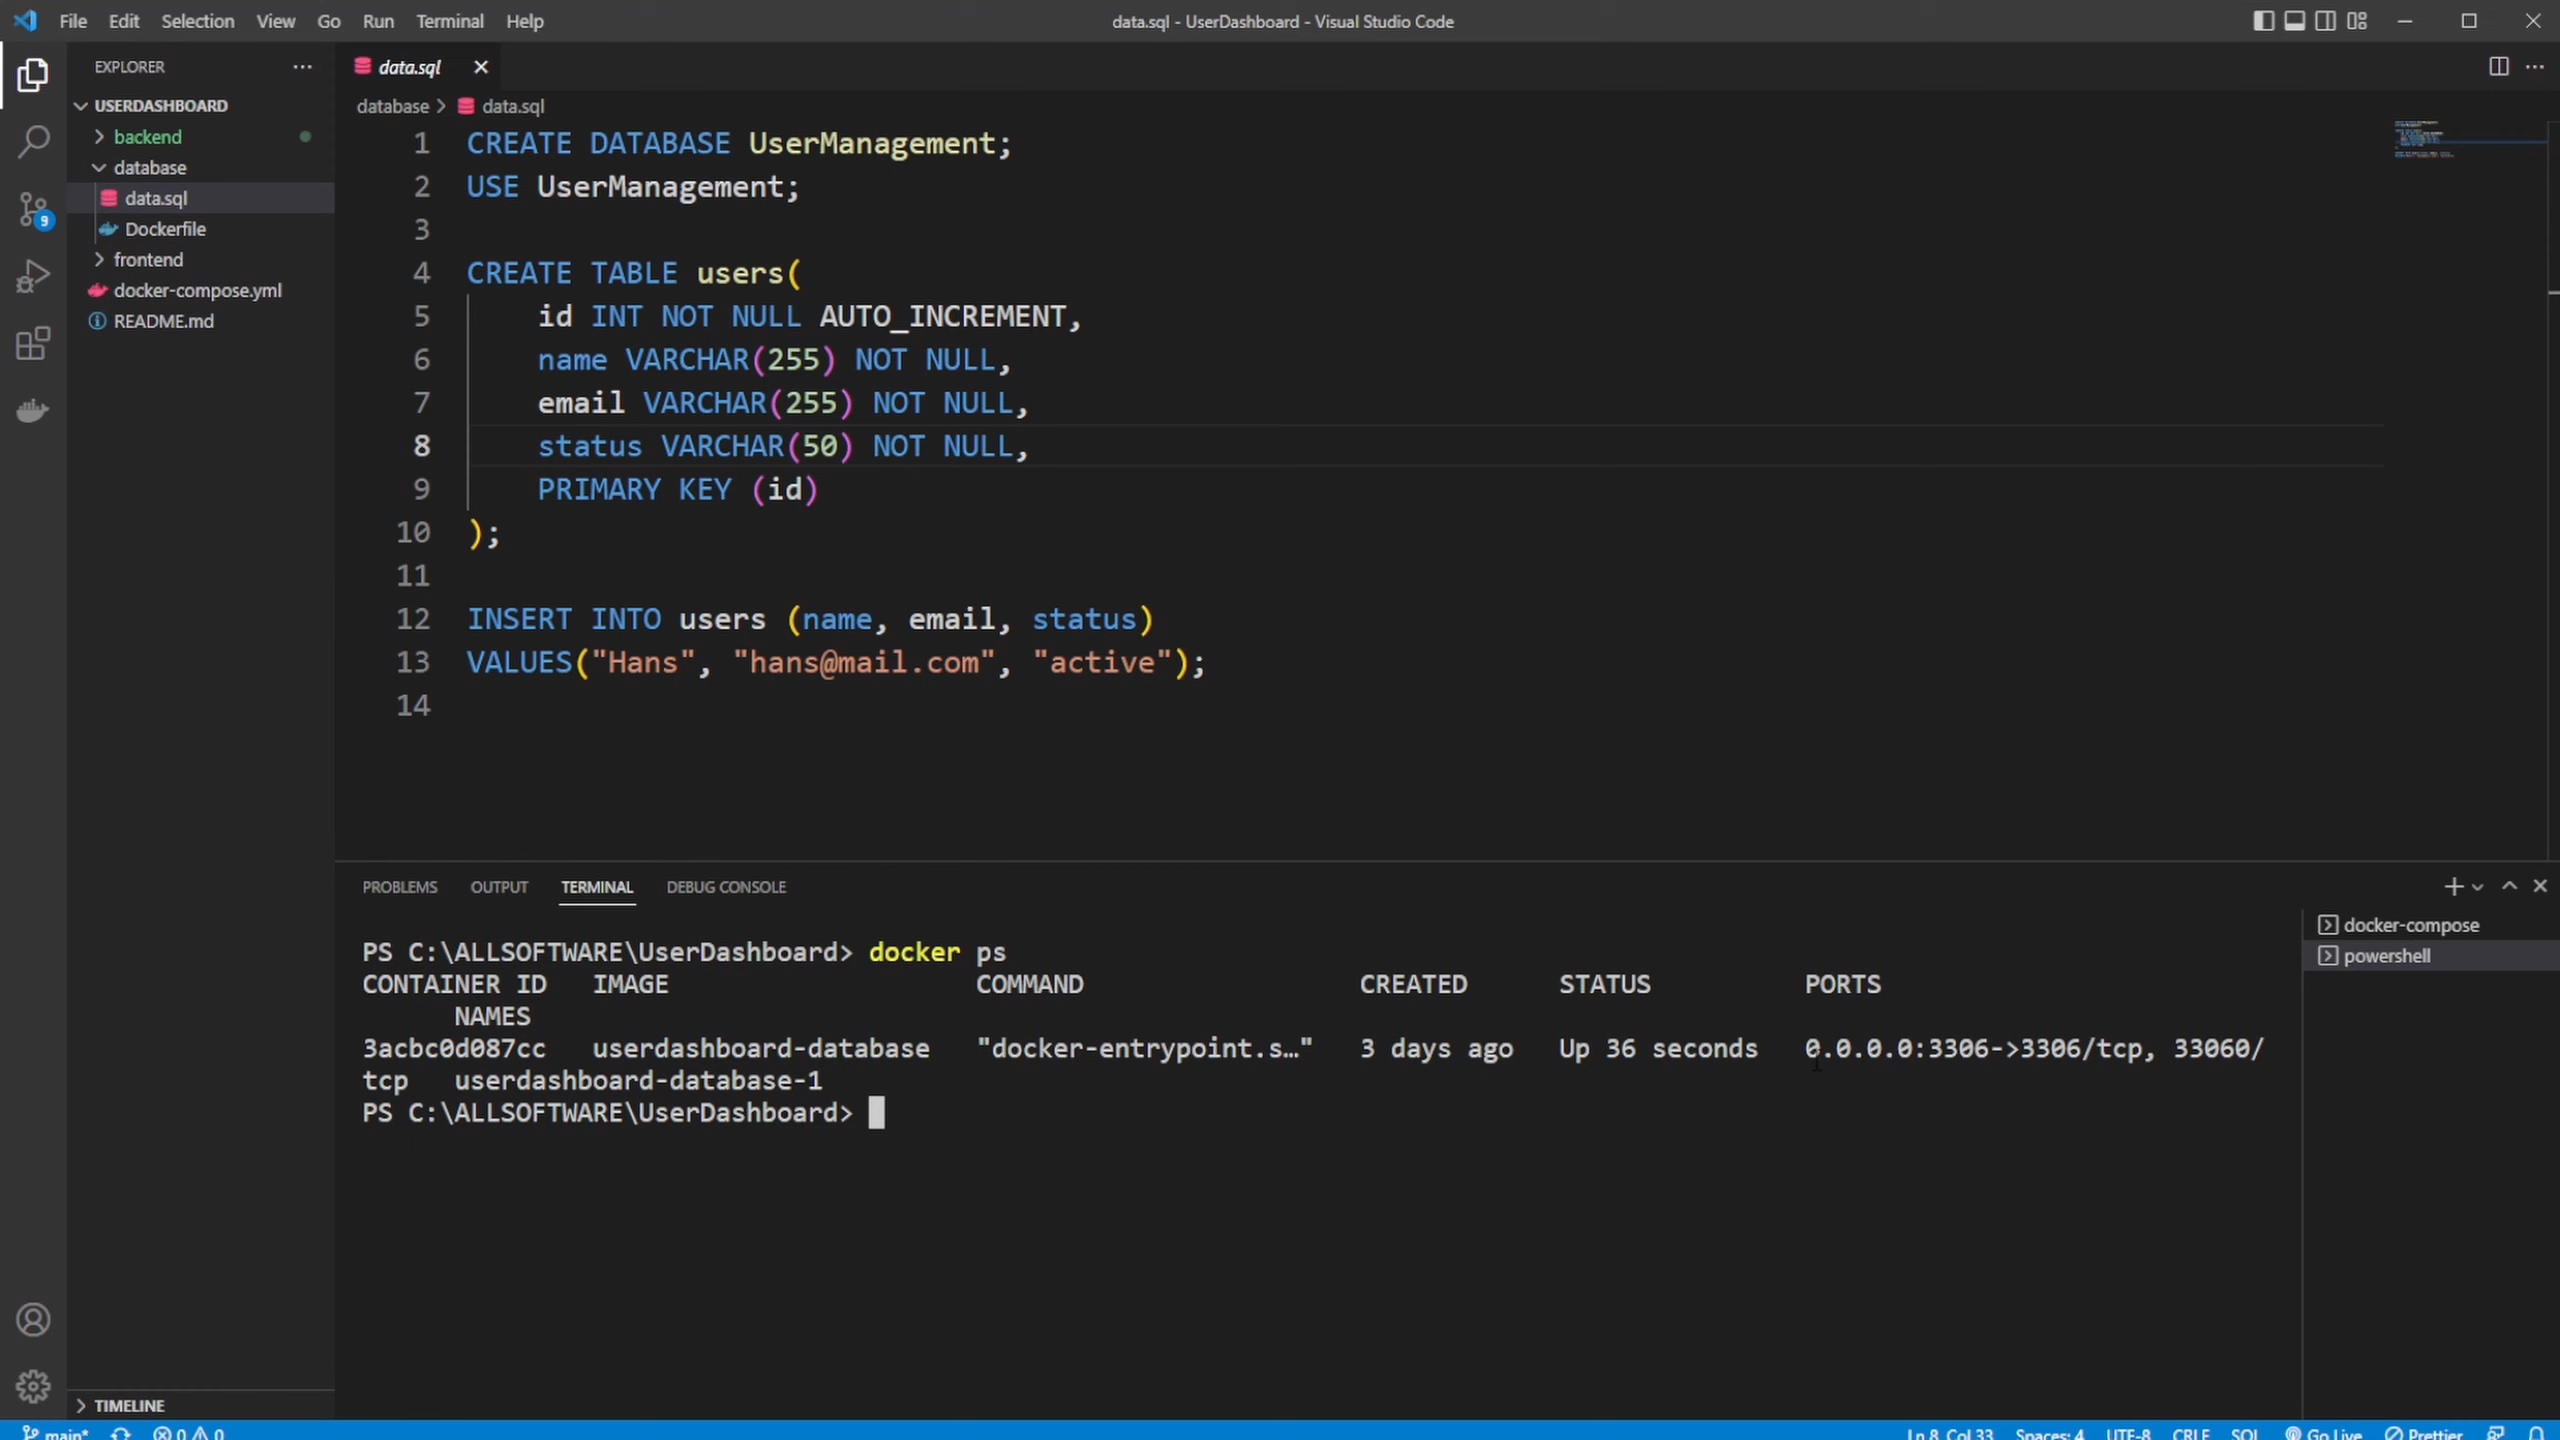 File Edit Selection View Go Run Terminal Help
data.sql - UserDashboard - Visual Studio Code
EXPLORER
USERDASHBOARD
backend
database
data.sql
Dockerfile
frontend
docker-compose.yml
README.md
9
data.sql
database > data.sql
1 CREATE DATABASE UserManagement;
2 USE UserManagement;
3
4 CREATE TABLE users(
5 id INT NOT NULL AUTO_INCREMENT,
6 name VARCHAR(255) NOT NULL,
7 email VARCHAR(255) NOT NULL,
8 status VARCHAR(50) NOT NULL,
9 PRIMARY KEY (id)
10 );
11
12 INSERT INTO users (name, email, status)
13 VALUES("Hans", "hans@mail.com", "active");
14
PROBLEMS OUTPUT TERMINAL DEBUG CONSOLE
PS C:\ALLSOFTWARE\UserDashboard> docker ps
CONTAINER ID IMAGE COMMAND CREATED STATUS PORTS
NAMES
3acbc0d087cc userdashboard-database "docker-entrypoint.s…" 3 days ago Up 36 seconds 0.0.0.0:3306->3306/tcp, 33060/
tcp userdashboard-database-1
PS C:\ALLSOFTWARE\UserDashboard>
docker-compose
powershell
TIMELINE
main* 0 0 Ln 8, Col 33 Spaces: 4 UTF-8 CRLF SQL Go Live Prettier